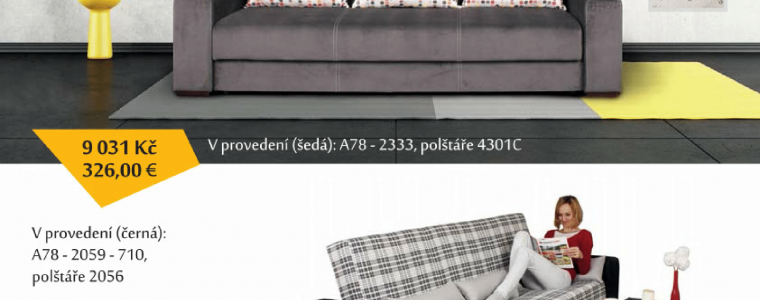 9 031 Kč
326,00 €
V provedení (šedá): A78 - 2333, polštáře 4301C
V provedení (černá):
A78 - 2059 - 710,
polštáře 2056